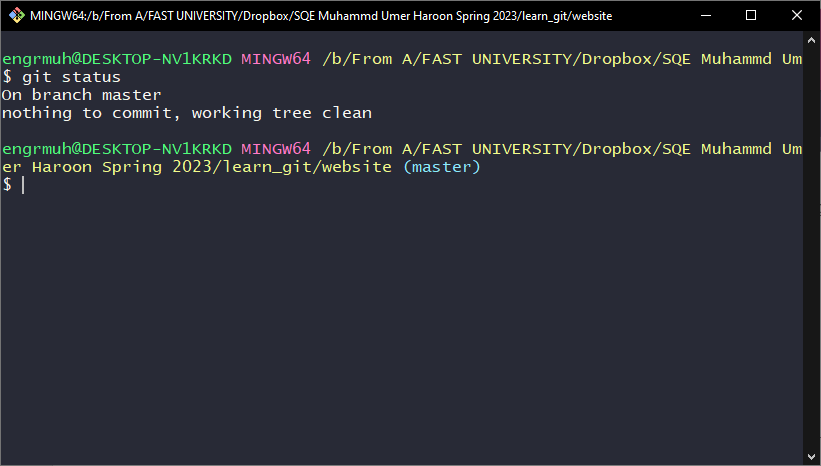 MINGW64:/b/From A/FAST UNIVERSITY/Dropbox/SQE Muhammd Umer Haroon Spring 2023/learn_git/website
engrmuh@DESKTOP-NV1KRKD MINGW64 /b/From A/FAST UNIVERSITY/Dropbox/SQE Muhammd Um
$ git status
On branch master
nothing to commit, working tree clean
engrmuh@DESKTOP-NV1KRKD MINGW64 /b/From A/FAST UNIVERSITY/Dropbox/SQE Muhammd Um
er Haroon Spring 2023/learn_git/website (master)
$